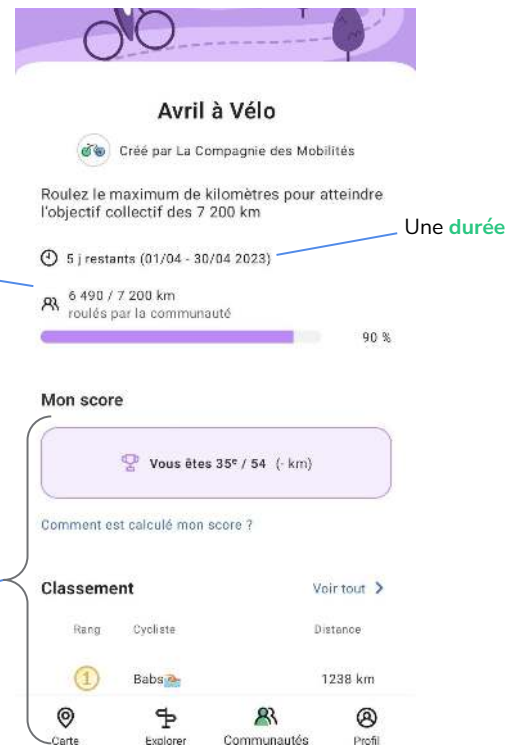 Avril à Vélo
Créé par La Compagnie des Mobilités
Roulez le maximum de kilomètres pour atteindre
l'objectif collectif des 7 200 km
Une durée
5 j restants (01/04 - 30/04 2023)
6 490 / 7 200 km
roulés par la communauté
90 %
Mon score
Vous êtes 35e / 54 (- km)
Comment est calculé mon score ?
Classement Voir tout
Rang Cycliste Distance
1 Babs 1238 km
Carte Explorer Communautés Profil